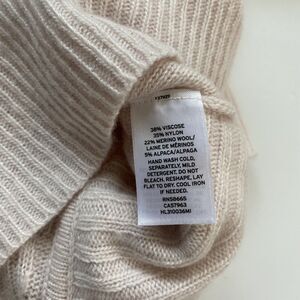 38% VISCOSE
35% NYLON
22% MERINO WOOL/
LAINE DE MÉRINOS
5% ALPACA/ALPAGA
HAND WASH COLD,
SEPARATELY. MILD
DETERGENT. DO NOT
BLEACH. RESHAPE, LAY
FLAT TO DRY. COOL IRON
IF NEEDED.
RN58665
CA57963
HL310036MI